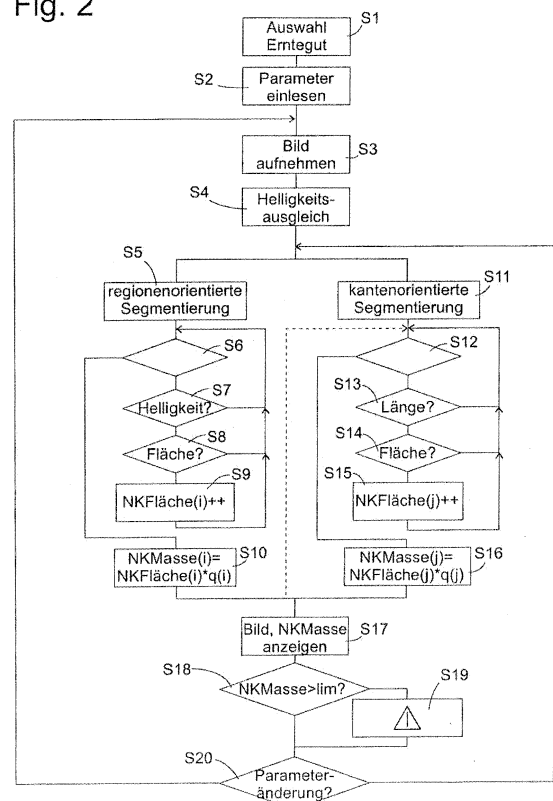 Fig. 2
S1
Auswahl
Erntegut
S2
Parameter
einlesen
Bild
aufnehmen
S3
S4
Helligkeits-
ausgleich
S5
regionenorientierte
Segmentierung
S6
S7
Helligkeit?
S8
Fläche?
S9
NKFläche(i)++
NKMasse(i)=
NKFläche(i)*q(i)
S10
S11
kantenorientierte
Segmentierung
S12
S13
Länge?
S14
Fläche?
S15
NKFläche(j)++
NKMasse(j)=
NKFläche(j)*q(j)
S16
Bild, NKMasse
anzeigen
S17
S18
NKMasse>lim?
S19
S20
Parameter-
änderung?